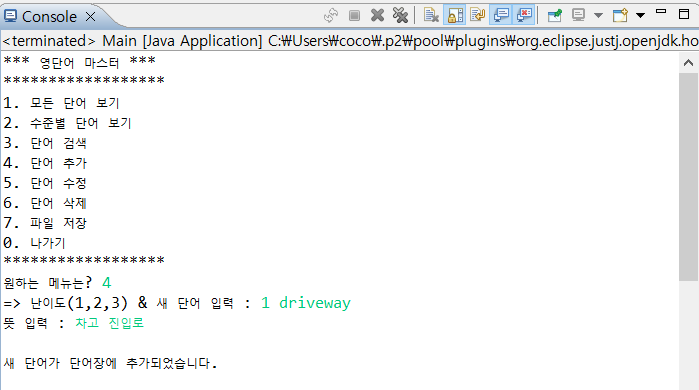 Console
<terminated> Main [Java Application] C:₩Users₩coco₩.p2₩pool₩plugins₩org.eclipse.justj.openjdk.ho
*** 영단어 마스터 ***
******************
1. 모든 단어 보기
2. 수준별 단어 보기
3. 단어 검색
4. 단어 추가
5. 단어 수정
6. 단어 삭제
7. 파일 저장
0. 나가기
******************
원하는 메뉴는? 4
=> 난이도(1,2,3) & 새 단어 입력 : 1 driveway
뜻 입력 : 차고 진입로
새 단어가 단어장에 추가되었습니다.